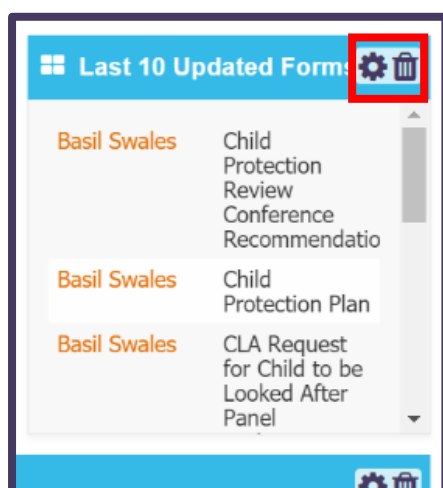 Last 10 Updated Forms
Basil Swales Child
Protection
Review
Conference
Recommendatio
Basil Swales Child
Protection Plan
Basil Swales CLA Request
for Child to be
Looked After
Panel